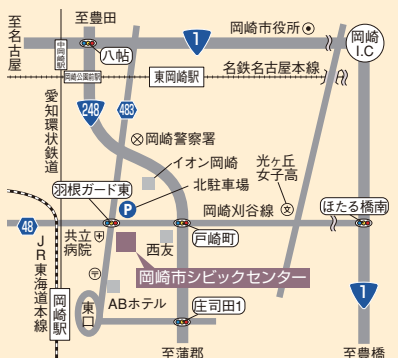 至豊田
岡崎市役所
岡崎
I.C
至名古屋
中岡崎駅
八帖
1
名鉄名古屋本線
岡崎公園前駅
東岡崎駅
愛知環状鉄道
248
483
岡崎警察署
イオン岡崎
光ヶ丘
女子高
羽根ガード東
北駐車場
P
岡崎刈谷線
ほたる橋南
48
共立
病院
西友
戸崎町
JR東海道本線
岡崎市シビックセンター
岡崎駅
東口
ABホテル
庄司田1
1
至蒲郡
至豊橋